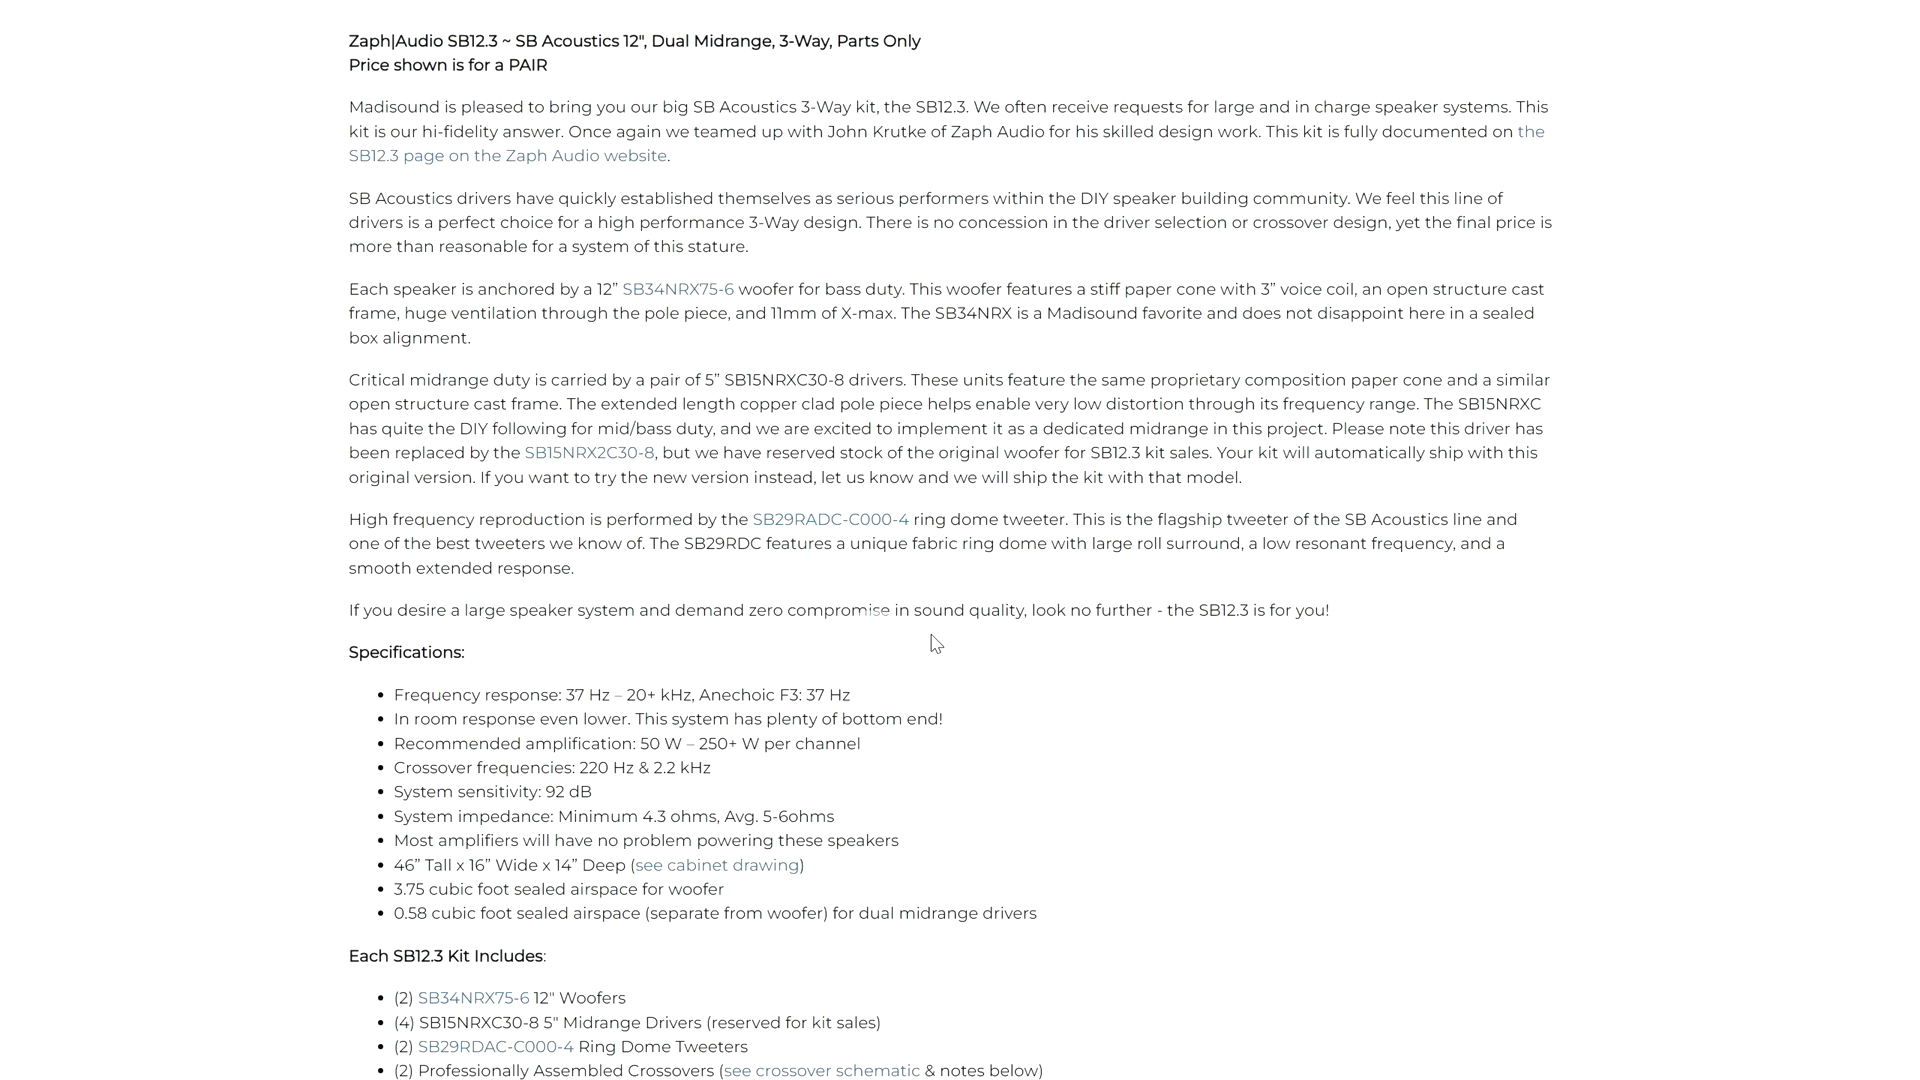 Zaph|Audio SB12.3 ~ SB Acoustics 12", Dual Midrange, 3-Way, Parts Only
Price shown is for a PAIR
Madisound is pleased to bring you our big SB Acoustics 3-Way kit, the SB12.3. We often receive requests for large and in charge speaker systems. This
kit is our hi-fidelity answer. Once again we teamed up with John Krutke of Zaph Audio for his skilled design work. This kit is fully documented on the
SB12.3 page on the Zaph Audio website.
SB Acoustics drivers have quickly established themselves as serious performers within the DIY speaker building community. We feel this line of
drivers is a perfect choice for a high performance 3-Way design. There is no concession in the driver selection or crossover design, yet the final price is
more than reasonable for a system of this stature.
Each speaker is anchored by a 12” SB34NRX75-6 woofer for bass duty. This woofer features a stiff paper cone with 3” voice coil, an open structure cast
frame, huge ventilation through the pole piece, and 11mm of X-max. The SB34NRX is a Madisound favorite and does not disappoint here in a sealed
box alignment.
Critical midrange duty is carried by a pair of 5” SB15NRXC30-8 drivers. These units feature the same proprietary composition paper cone and a similar
open structure cast frame. The extended length copper clad pole piece helps enable very low distortion through its frequency range. The SB15NRXC
has quite the DIY following for mid/bass duty, and we are excited to implement it as a dedicated midrange in this project. Please note this driver has
been replaced by the SB15NRX2C30-8, but we have reserved stock of the original woofer for SB12.3 kit sales. Your kit will automatically ship with this
original version. If you want to try the new version instead, let us know and we will ship the kit with that model.
High frequency reproduction is performed by the SB29RADC-C000-4 ring dome tweeter. This is the flagship tweeter of the SB Acoustics line and
one of the best tweeters we know of. The SB29RDC features a unique fabric ring dome with large roll surround, a low resonant frequency, and a
smooth extended response.
If you desire a large speaker system and demand zero compromise in sound quality, look no further - the SB12.3 is for you!
Specifications:
• Frequency response: 37 Hz – 20+ kHz, Anechoic F3: 37 Hz
• In room response even lower. This system has plenty of bottom end!
• Recommended amplification: 50 W – 250+ W per channel
• Crossover frequencies: 220 Hz & 2.2 kHz
• System sensitivity: 92 dB
• System impedance: Minimum 4.3 ohms, Avg. 5-6ohms
• Most amplifiers will have no problem powering these speakers
• 46” Tall x 16” Wide x 14” Deep (see cabinet drawing)
• 3.75 cubic foot sealed airspace for woofer
• 0.58 cubic foot sealed airspace (separate from woofer) for dual midrange drivers
Each SB12.3 Kit Includes:
• (2) SB34NRX75-6 12" Woofers
• (4) SB15NRXC30-8 5" Midrange Drivers (reserved for kit sales)
• (2) SB29RDAC-C000-4 Ring Dome Tweeters
• (2) Professionally Assembled Crossovers (see crossover schematic & notes below)